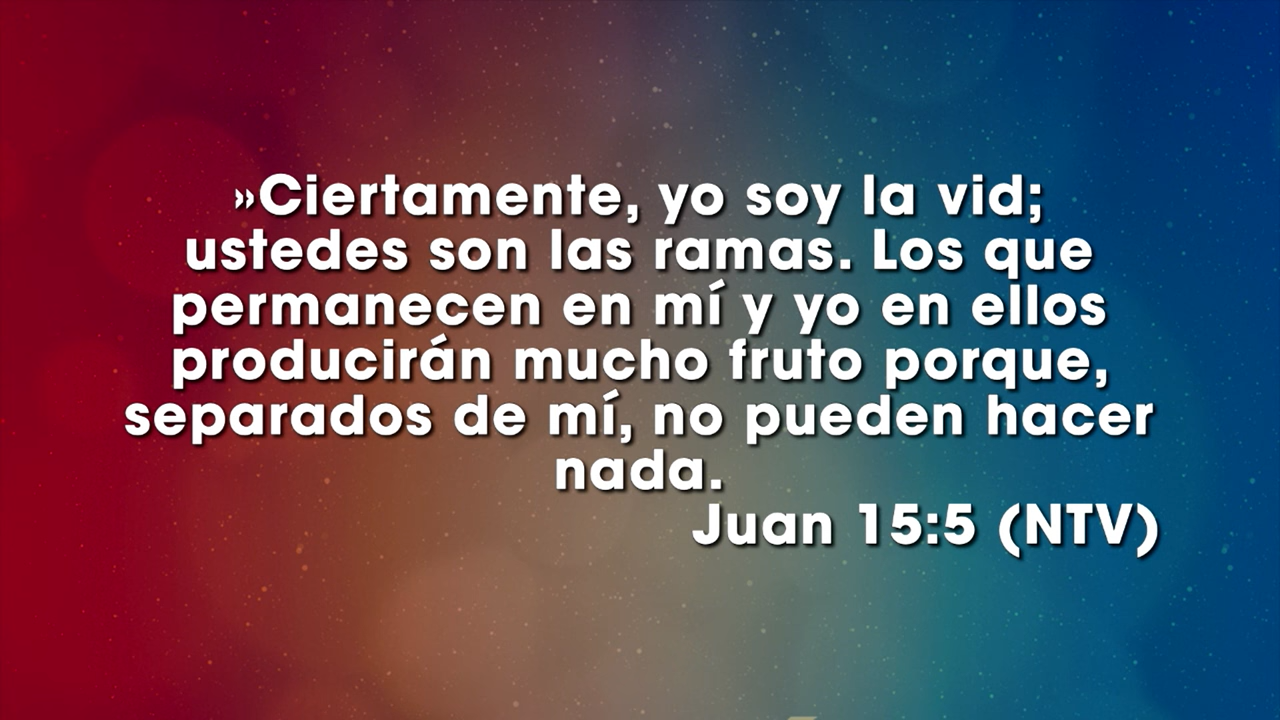 »Ciertamente, yo soy la vid;
ustedes son las ramas. Los que
permanecen en mí y yo en ellos
producirán mucho fruto porque,
separados de mí, no pueden hacer
nada.
Juan 15:5 (NTV)